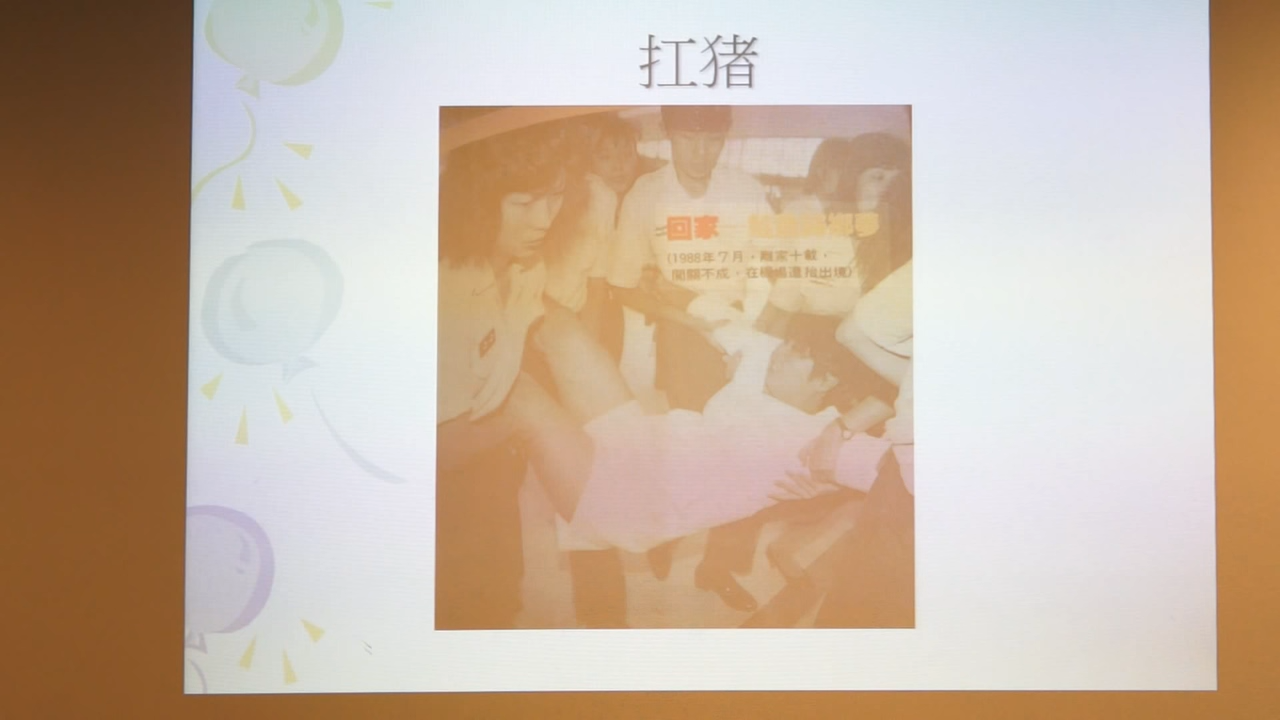 扛猪
回家
(1988年7月，離家十載，
闖關不成，在機場遭抬出境)